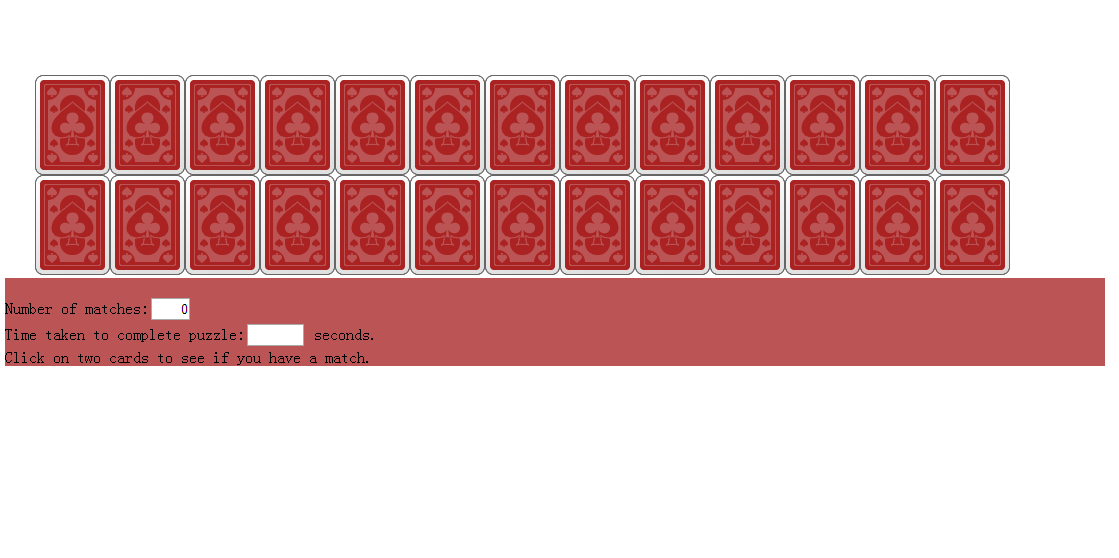 Number of matches: 0
Time taken to complete puzzle: seconds.
Click on two cards to see if you have a match.